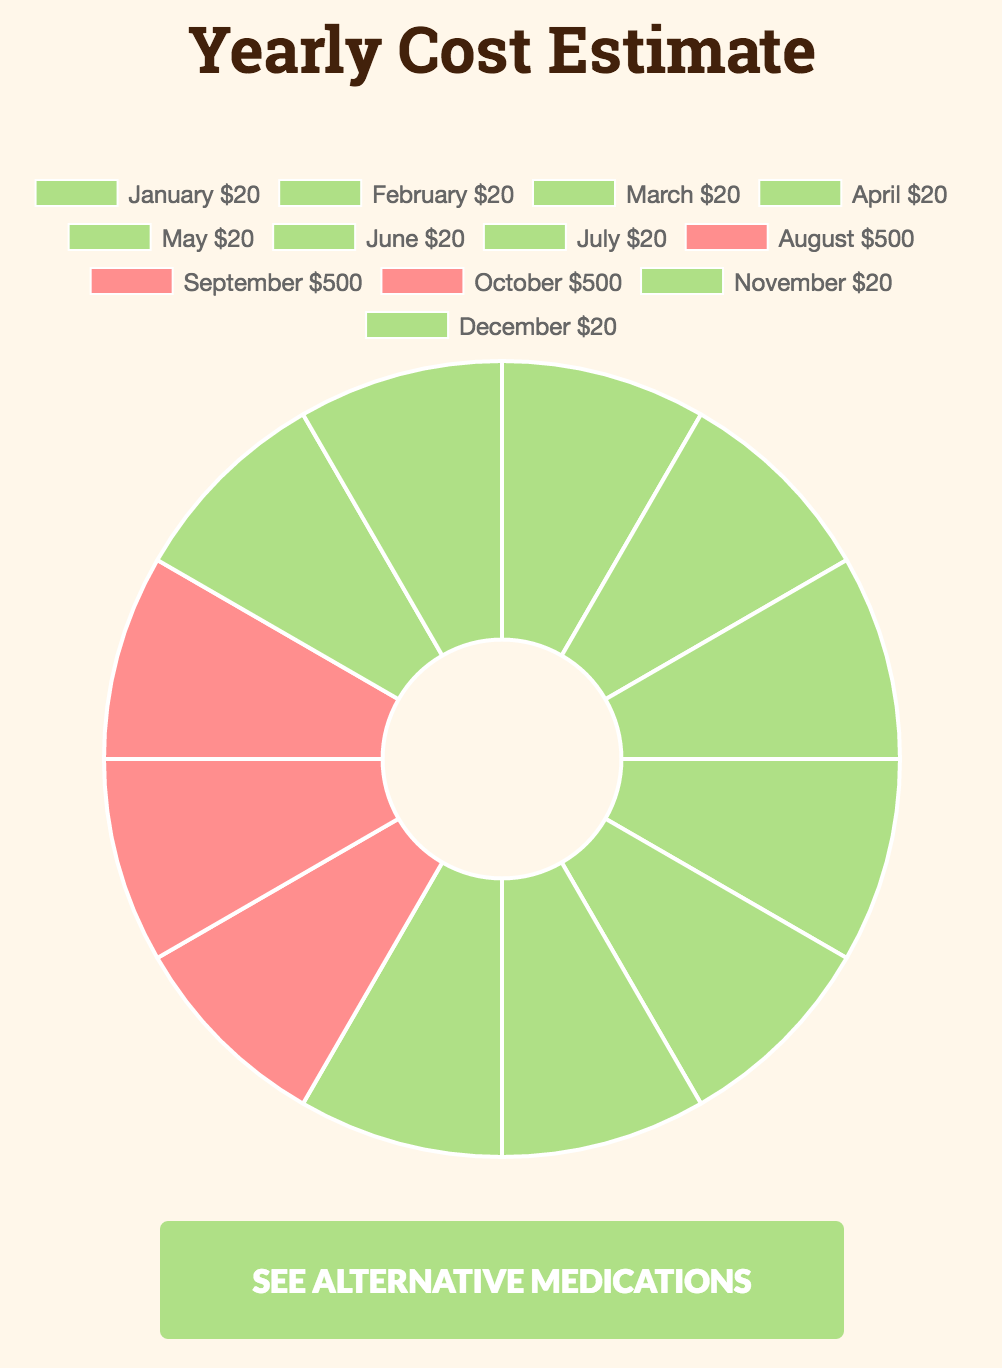 Yearly Cost Estimate
January $20 February $20 March $20 April $20
May $20 June $20 July $20 August $500
September $500 October $500 November $20
December $20
SEE ALTERNATIVE MEDICATIONS